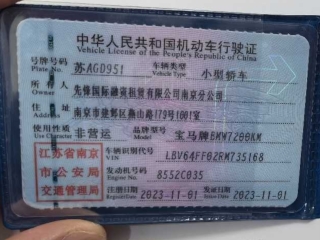 中华人民共和国机动车行驶证
Vehicle License of the People's Republic of China
号牌号码 Plate No. 苏AGD951 车辆类型 Vehicle Type 小型轿车
所有人 Owner 先锋国际融资租赁有限公司南京分公司
住址 Address 南京市建邺区燕山路179号1001室
使用性质 Use Character 非营运 品牌型号 Model 宝马牌BMW7200KM
江苏省南京市公安局交通管理局
车辆识别代号 VIN LBV64FF02RM735168
发动机号码 Engine No. 8552C035
注册日期 Register Date 2023-11-01 发证日期 Issue Date 2023-11-01